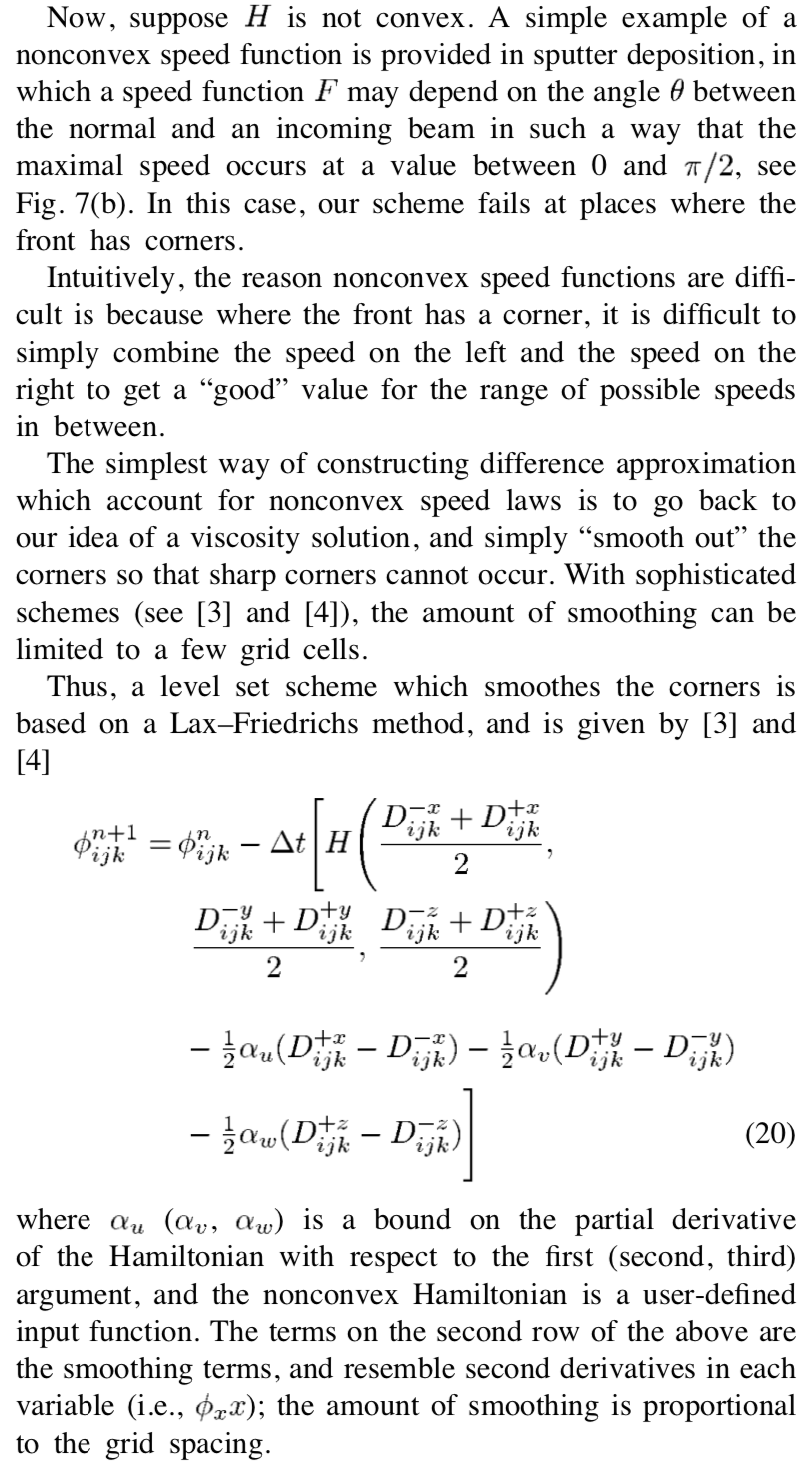 Now, suppose H is not convex. A simple example of a
nonconvex speed function is provided in sputter deposition, in
which a speed function F may depend on the angle θ between
the normal and an incoming beam in such a way that the
maximal speed occurs at a value between 0 and π/2, see
Fig. 7(b). In this case, our scheme fails at places where the
front has corners.
Intuitively, the reason nonconvex speed functions are diffi-
cult is because where the front has a corner, it is difficult to
simply combine the speed on the left and the speed on the
right to get a “good” value for the range of possible speeds
in between.
The simplest way of constructing difference approximation
which account for nonconvex speed laws is to go back to
our idea of a viscosity solution, and simply “smooth out” the
corners so that sharp corners cannot occur. With sophisticated
schemes (see [3] and [4]), the amount of smoothing can be
limited to a few grid cells.
Thus, a level set scheme which smoothes the corners is
based on a Lax–Friedrichs method, and is given by [3] and
[4]
\phi_{ijk}^{n+1} = \phi_{ijk}^{n} - \Delta t \Bigg[ H \Bigg( \frac{D_{ijk}^{-x} + D_{ijk}^{+x}}{2},
\frac{D_{ijk}^{-y} + D_{ijk}^{+y}}{2}, \frac{D_{ijk}^{-z} + D_{ijk}^{+z}}{2} \Bigg)
- \frac{1}{2}\alpha_u(D_{ijk}^{+x} - D_{ijk}^{-x}) - \frac{1}{2}\alpha_v(D_{ijk}^{+y} - D_{ijk}^{-y})
- \frac{1}{2}\alpha_w(D_{ijk}^{+z} - D_{ijk}^{-z}) \Bigg] (20)
where α_u (α_v, α_w) is a bound on the partial derivative
of the Hamiltonian with respect to the first (second, third)
argument, and the nonconvex Hamiltonian is a user-defined
input function. The terms on the second row of the above are
the smoothing terms, and resemble second derivatives in each
variable (i.e., ϕ_x x); the amount of smoothing is proportional
to the grid spacing.